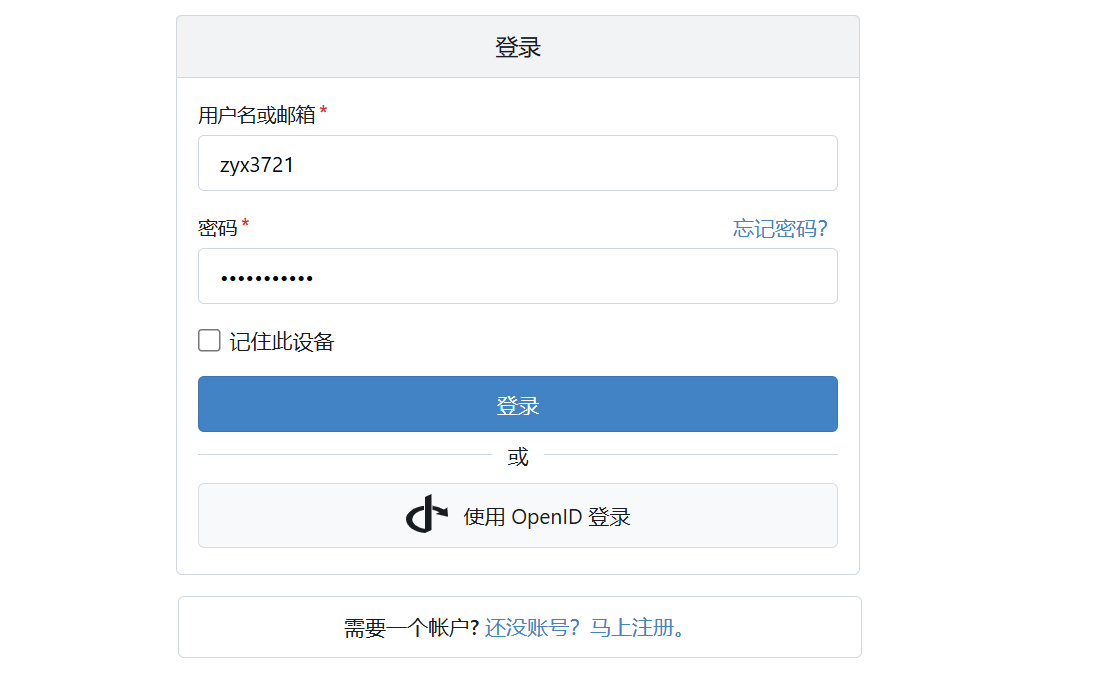 登录
用户名或邮箱*
zyx3721
密码* 忘记密码?
•••••••••••
记住此设备
登录
或
使用 OpenID 登录
需要一个帐户? 还没账号？马上注册。